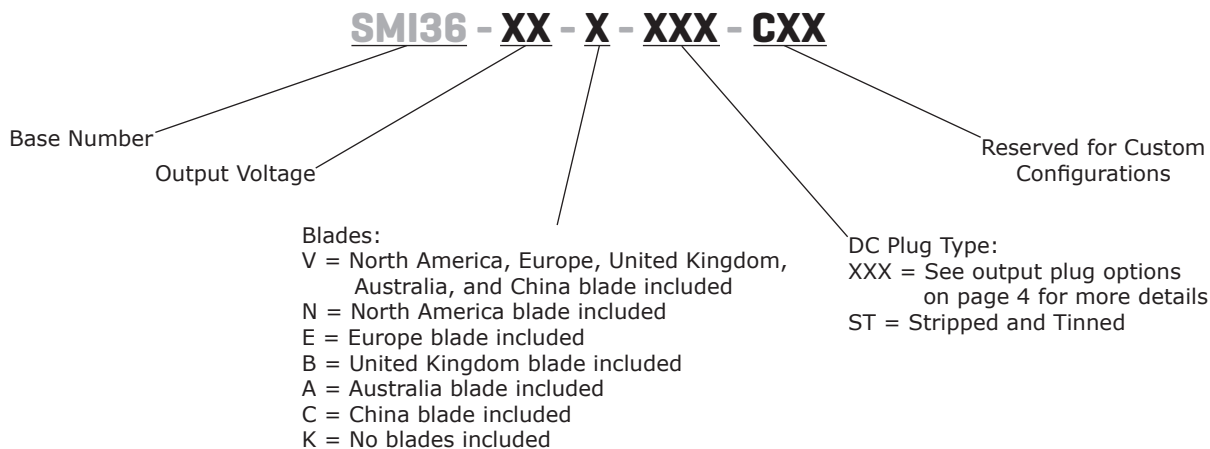 SMI36 - XX - X - XXX - CXX
Base Number
Output Voltage
Reserved for Custom
Configurations
Blades:
V = North America, Europe, United Kingdom,
Australia, and China blade included
N = North America blade included
E = Europe blade included
B = United Kingdom blade included
A = Australia blade included
C = China blade included
K = No blades included
DC Plug Type:
XXX = See output plug options
on page 4 for more details
ST = Stripped and Tinned